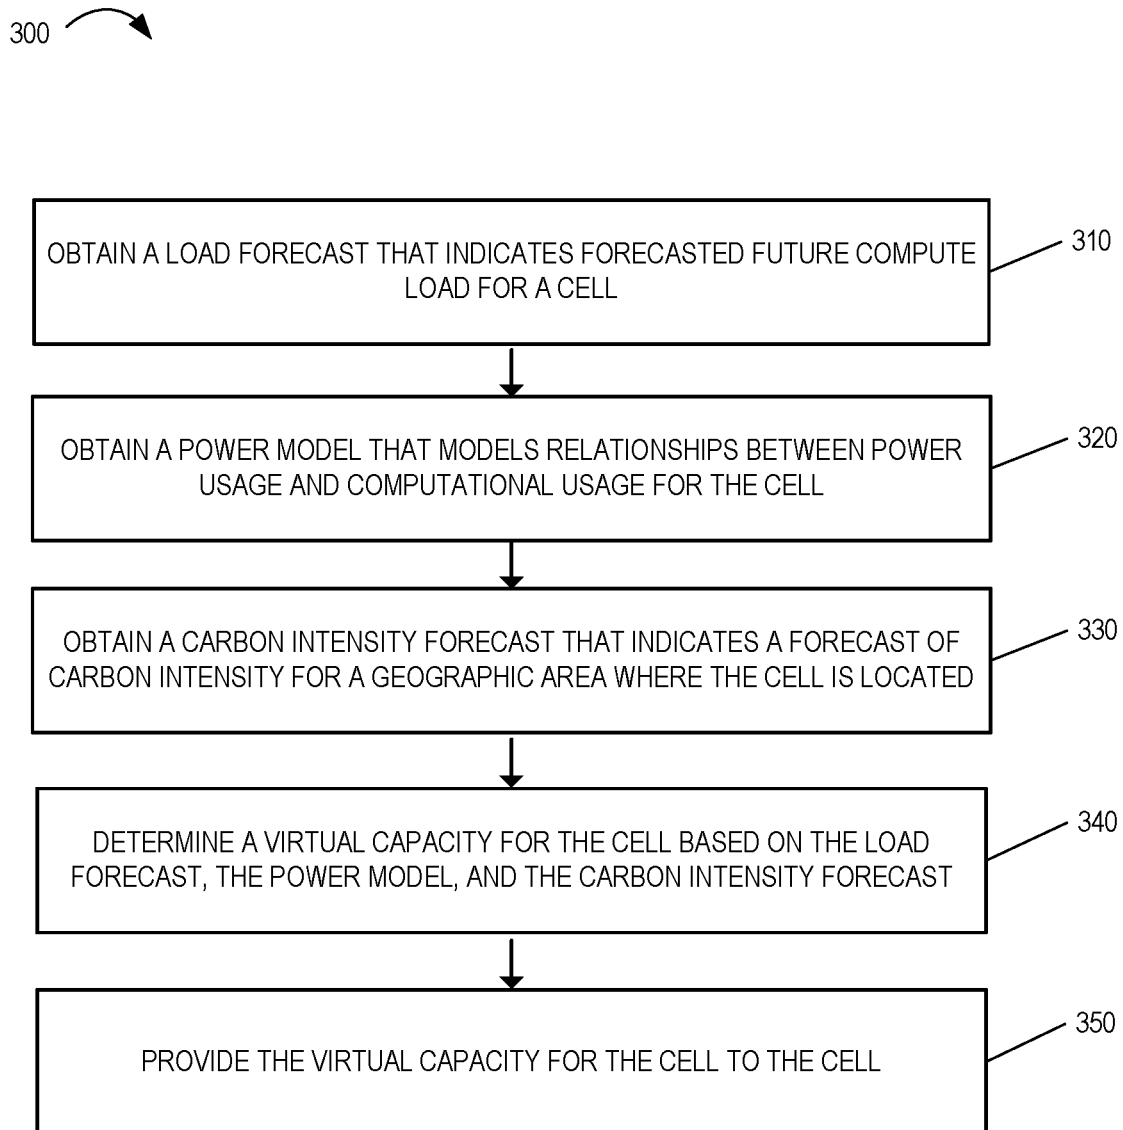 300
OBTAIN A LOAD FORECAST THAT INDICATES FORECASTED FUTURE COMPUTE
LOAD FOR A CELL
310
OBTAIN A POWER MODEL THAT MODELS RELATIONSHIPS BETWEEN POWER
USAGE AND COMPUTATIONAL USAGE FOR THE CELL
320
OBTAIN A CARBON INTENSITY FORECAST THAT INDICATES A FORECAST OF
CARBON INTENSITY FOR A GEOGRAPHIC AREA WHERE THE CELL IS LOCATED
330
DETERMINE A VIRTUAL CAPACITY FOR THE CELL BASED ON THE LOAD
FORECAST, THE POWER MODEL, AND THE CARBON INTENSITY FORECAST
340
PROVIDE THE VIRTUAL CAPACITY FOR THE CELL TO THE CELL
350